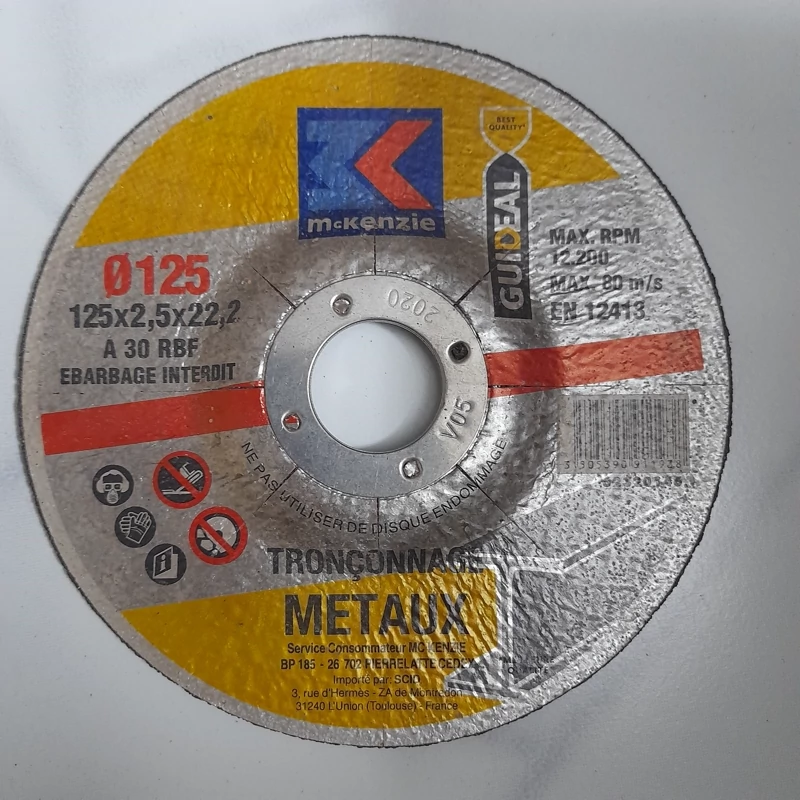 BEST
QUALITY*
GUIDEAL
mcKenzie
Ø125
125x2,5x22,2
A 30 RBF
EBARBAGE INTERDIT
MAX. RPM
12.200
MAX. 80 m/s
EN 12413
2020
V05
NE PAS UTILISER DE DISQUE ENDOMMAGE
TRONÇONNAGE
METAUX
Service Consommateur MC KENZIE
BP 185 - 26 702 PIERRELATTE CEDEX
Importé par: SCID
3, rue d'Hermès - ZA de Montredon
31240 L'Union (Toulouse) - France